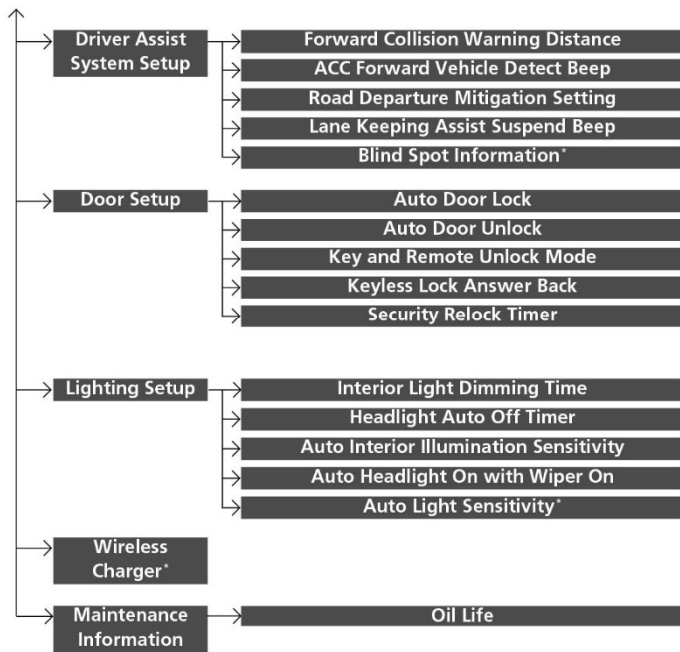 Driver Assist
System Setup
Forward Collision Warning Distance
ACC Forward Vehicle Detect Beep
Road Departure Mitigation Setting
Lane Keeping Assist Suspend Beep
Blind Spot Information*
Door Setup
Auto Door Lock
Auto Door Unlock
Key and Remote Unlock Mode
Keyless Lock Answer Back
Security Relock Timer
Lighting Setup
Interior Light Dimming Time
Headlight Auto Off Timer
Auto Interior Illumination Sensitivity
Auto Headlight On with Wiper On
Auto Light Sensitivity*
Wireless
Charger*
Maintenance
Information
Oil Life